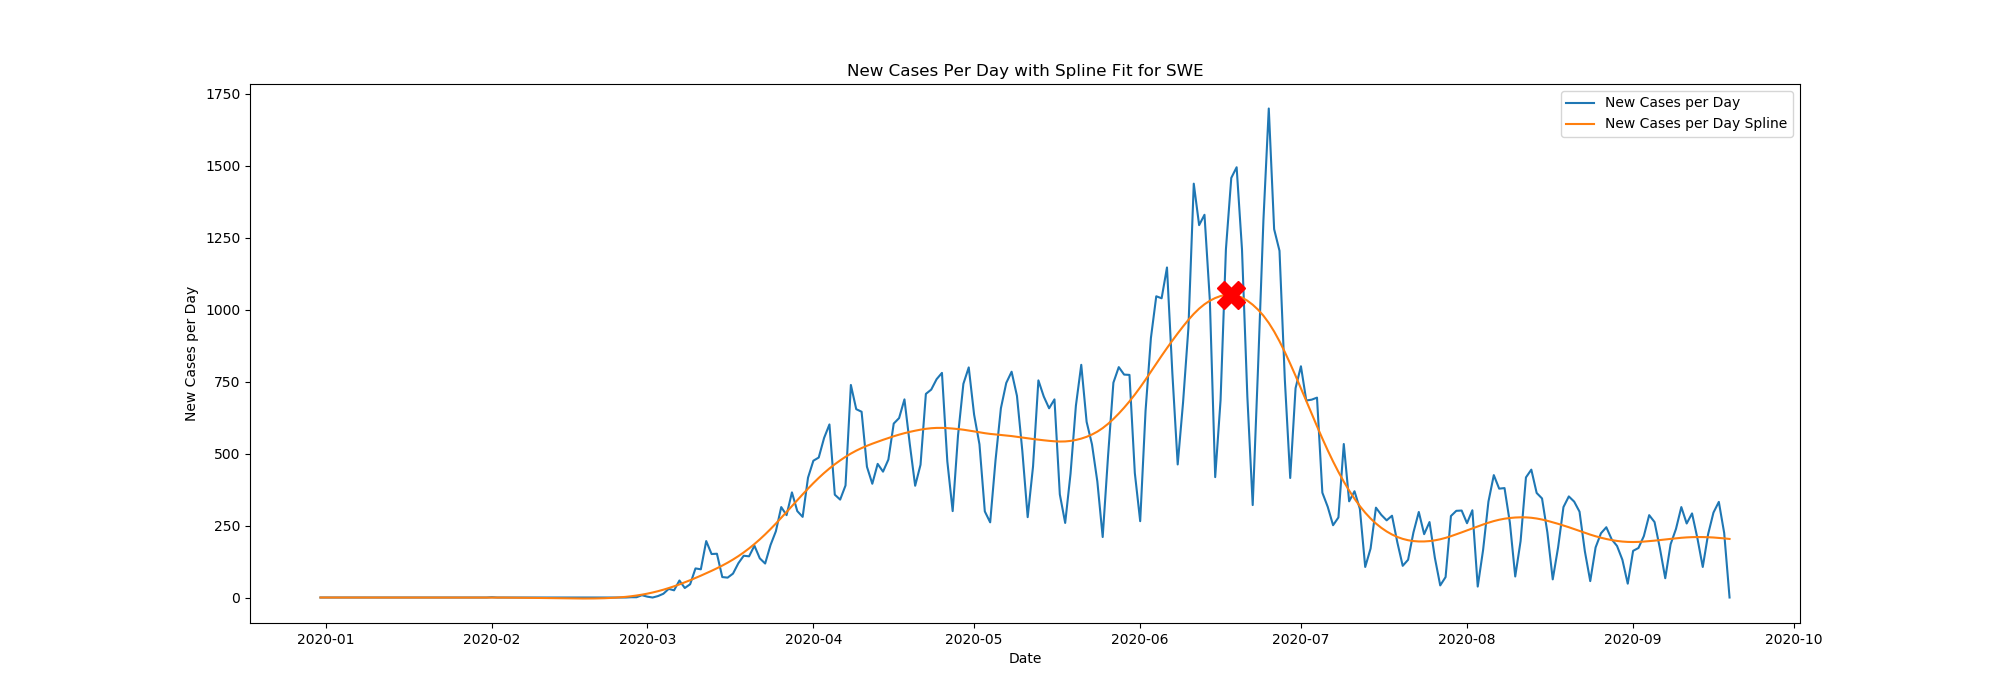 New Cases Per Day with Spline Fit for SWE
New Cases per Day
New Cases per Day Spline
1750
1500
1250
1000
750
500
250
0
New Cases per Day
2020-01 2020-02 2020-03 2020-04 2020-05 2020-06 2020-07 2020-08 2020-09 2020-10
Date